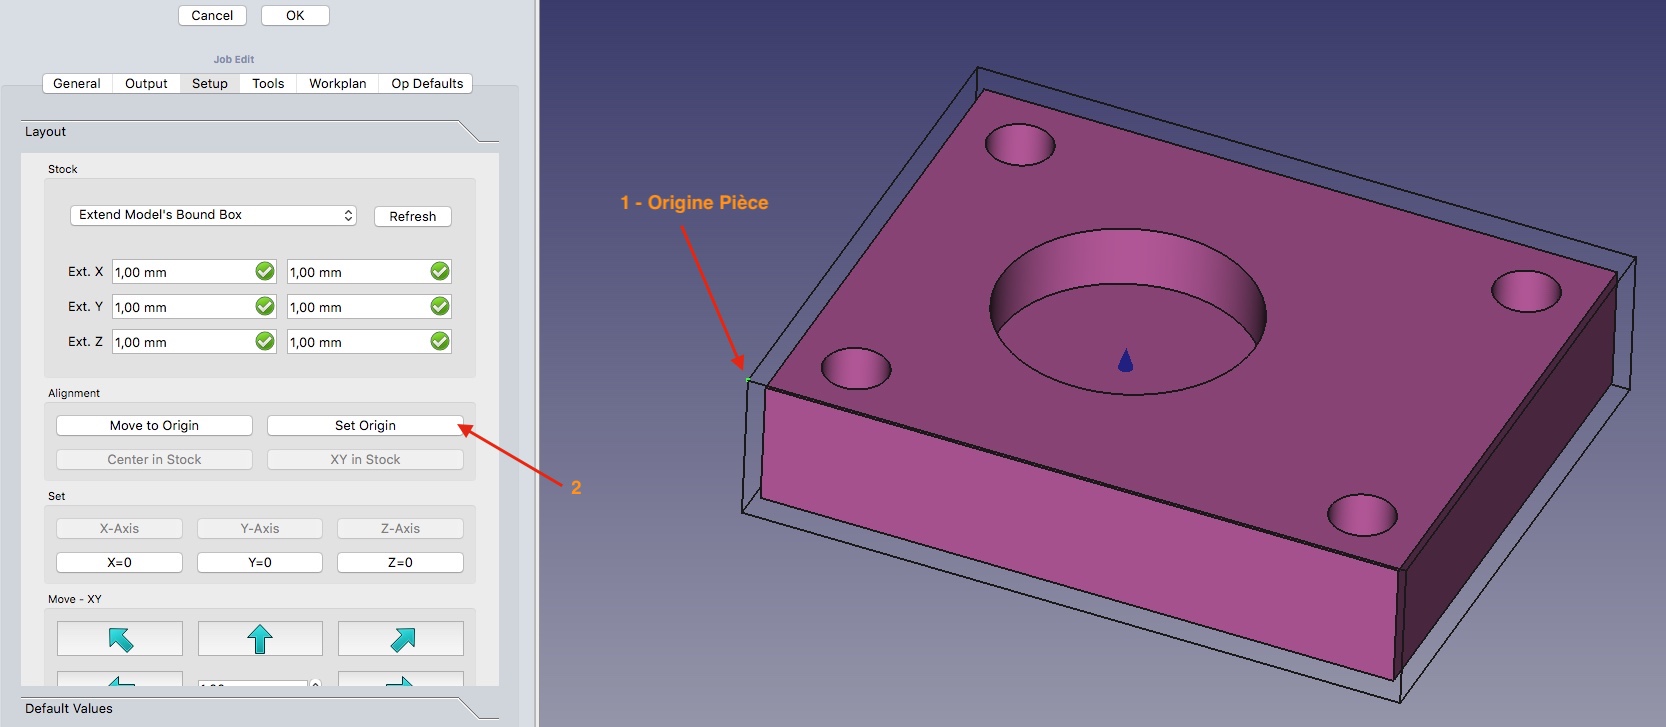 Cancel OK
Job Edit
General Output Setup Tools Workplan Op Defaults
Layout
Stock
Extend Model's Bound Box Refresh
Ext. X 1,00 mm 1,00 mm
Ext. Y 1,00 mm 1,00 mm
Ext. Z 1,00 mm 1,00 mm
Alignment
Move to Origin Set Origin
Center in Stock XY in Stock
Set
X-Axis Y-Axis Z-Axis
X=0 Y=0 Z=0
Move - XY
Default Values
1 - Origine Pièce
2